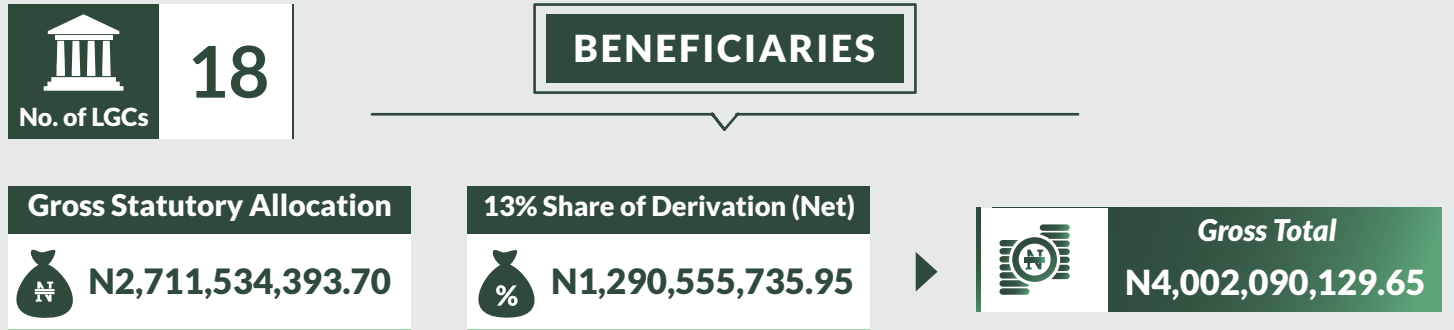 18
No. of LGCs
BENEFICIARIES
Gross Statutory Allocation
₦
N2,711,534,393.70
13% Share of Derivation (Net)
%
N1,290,555,735.95
₦
Gross Total
N4,002,090,129.65